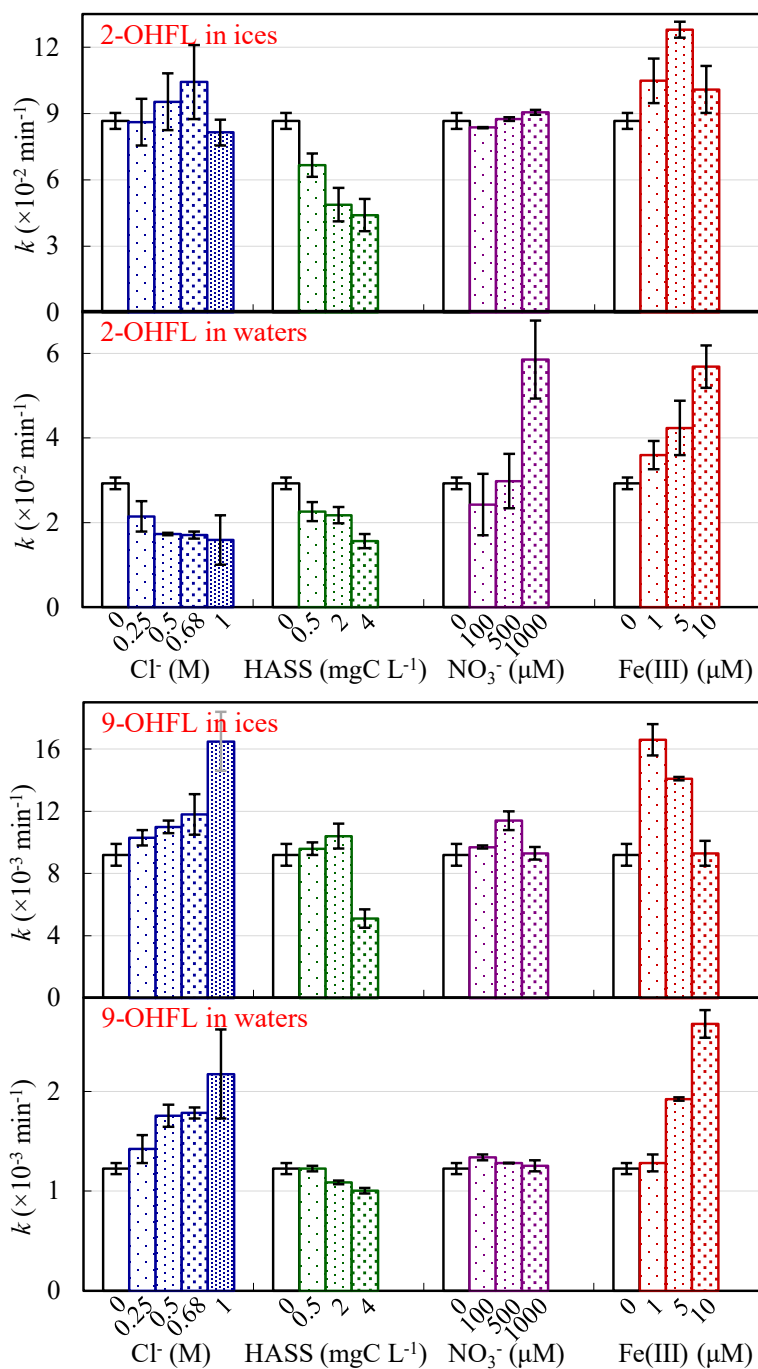 2-OHFL in ices
12
9
6
3
0
k (×10⁻² min⁻¹)
2-OHFL in waters
6
4
2
0
k (×10⁻² min⁻¹)
0 0.25 0.5 0.68 1 0 0.5 2 4 0 100 500 1000 0 1 5 10
Cl⁻ (M) HASS (mgC L⁻¹) NO₃⁻ (μM) Fe(III) (μM)
9-OHFL in ices
16
12
8
4
0
k (×10⁻³ min⁻¹)
9-OHFL in waters
2
1
0
k (×10⁻³ min⁻¹)
0 0.25 0.5 0.68 1 0 0.5 2 4 0 100 500 1000 0 1 5 10
Cl⁻ (M) HASS (mgC L⁻¹) NO₃⁻ (μM) Fe(III) (μM)